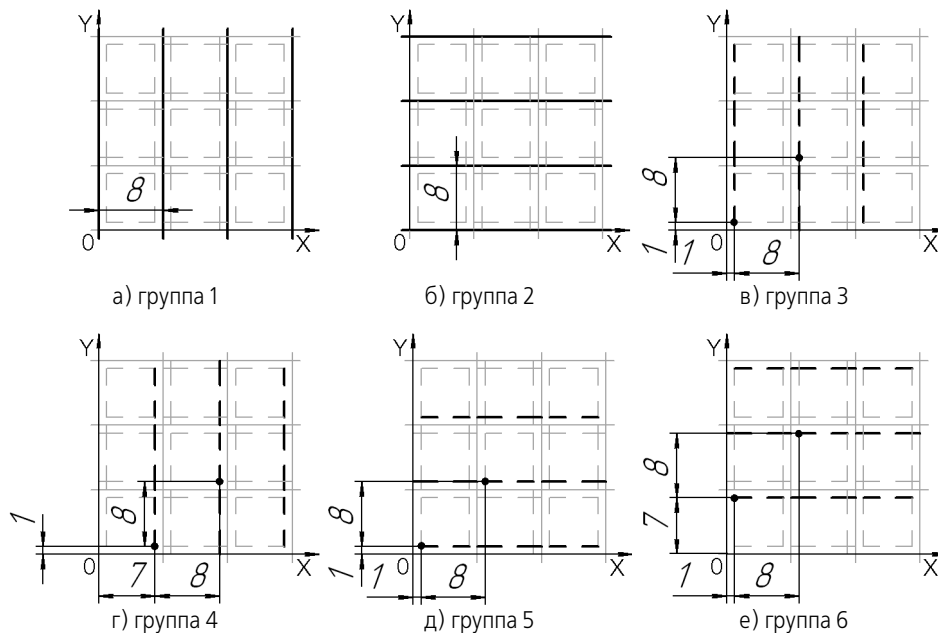 Y Y Y
8 8 8
0 X 0 X 0 X
1 1 8
а) группа 1 б) группа 2 в) группа 3
Y Y Y
1 8 8 8
0 X 0 X 7 0 X
7 8 1 1 8 1 8
г) группа 4 д) группа 5 е) группа 6